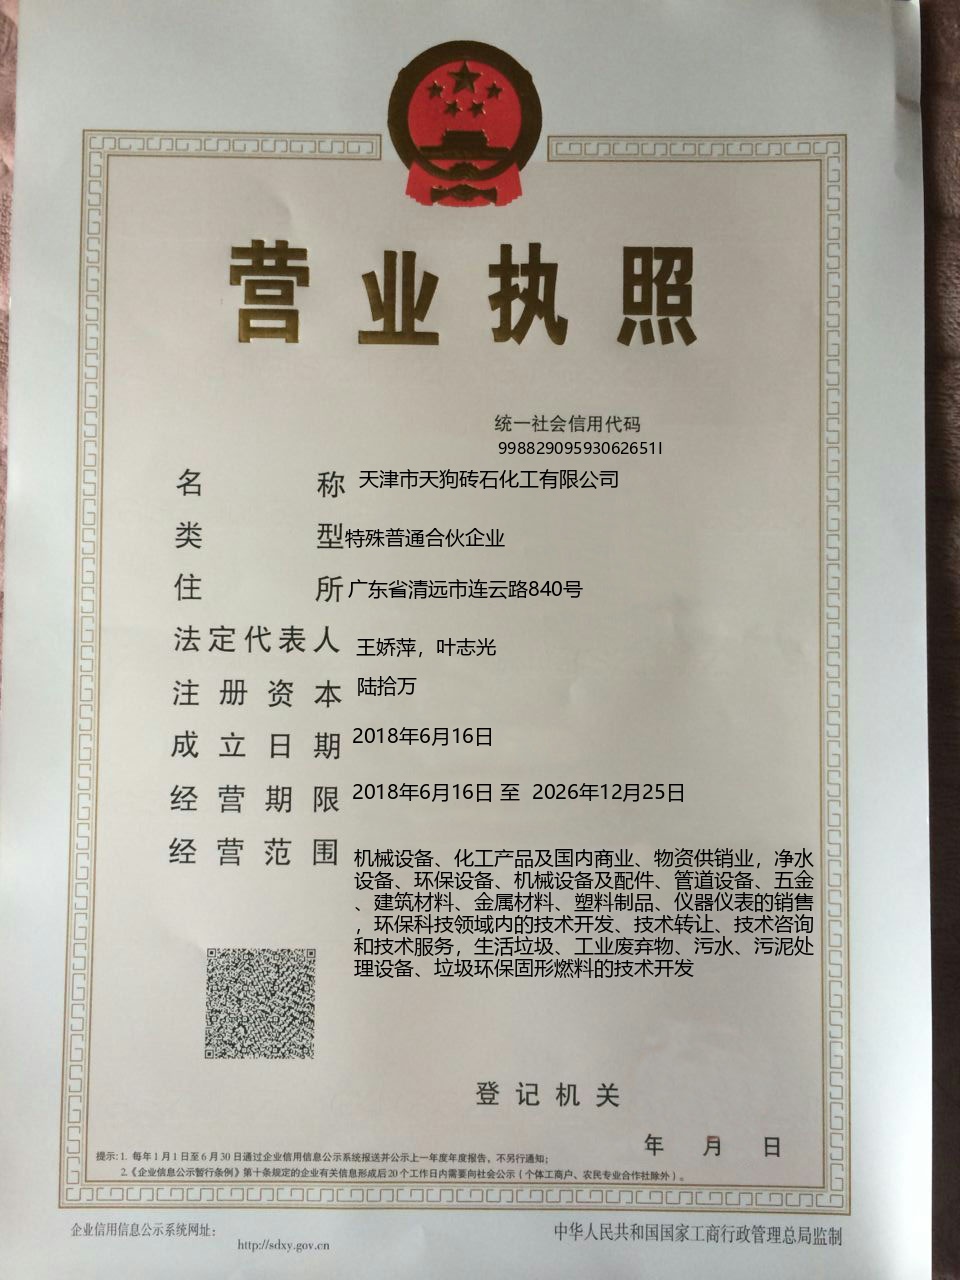 营业执照
统一社会信用代码
99882909593062651J
名称 天津市天狗砖石化工有限公司
类型 特殊普通合伙企业
住所 广东省清远市连云路840号
法定代表人 王娇萍，叶志光
注册资本 陆拾万
成立日期 2018年6月16日
经营期限 2018年6月16日 至 2026年12月25日
经营范围 机械设备、化工产品及国内商业、物资供销业，净水
设备、环保设备、机械设备及配件、管道设备、五金
、建筑材料、金属材料、塑料制品、仪器仪表的销售
，环保科技领域内的技术开发、技术转让、技术咨询
和技术服务，生活垃圾、工业废弃物、污水、污泥处
理设备、垃圾环保固形燃料的技术开发
登记机关
年 月 日
提示：1. 每年1月1日至6月30日通过企业信用信息公示系统报送并公示上一年度年度报告，不另行通知；
2.《企业信息公示暂行条例》第十条规定的企业有关信息形成后20个工作日内需要向社会公示（个体工商户、农民专业合作社除外）。
企业信用信息公示系统网址：
http://sdxy.gov.cn
中华人民共和国国家工商行政管理总局监制